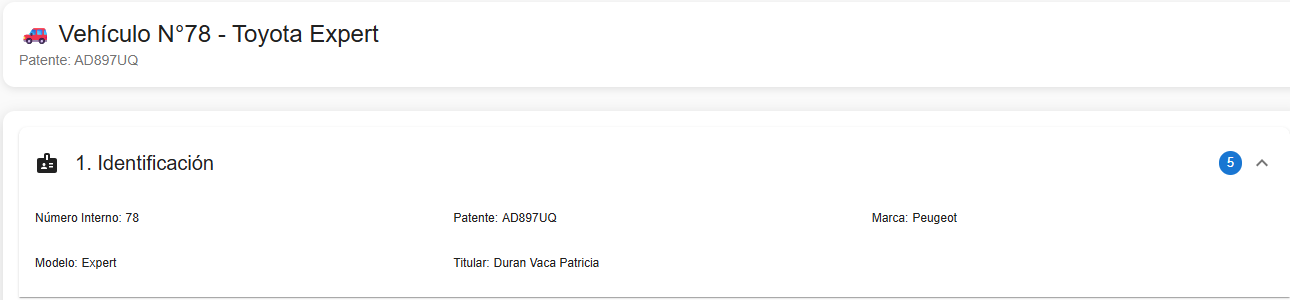 Vehículo N°78 - Toyota Expert
Patente: AD897UQ
1. Identificación
5
Número Interno: 78
Patente: AD897UQ
Marca: Peugeot
Modelo: Expert
Titular: Duran Vaca Patricia